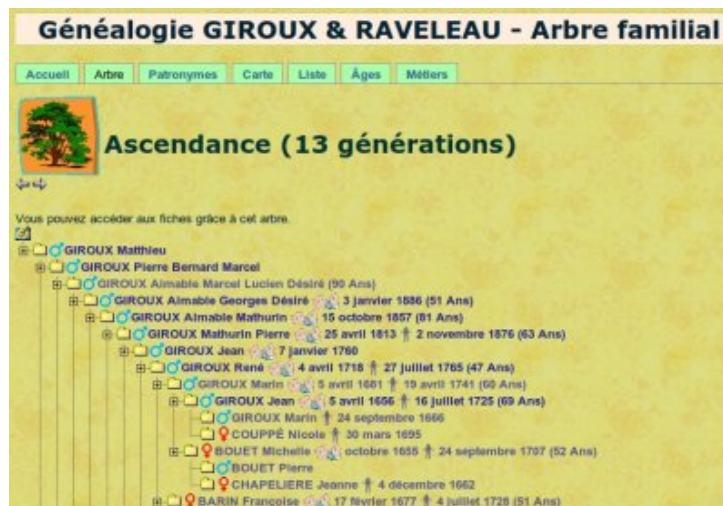 Généalogie GIROUX & RAVELEAU - Arbre familial
Accueil Arbre Patronymes Carte Liste Âges Métiers
Ascendance (13 générations)
Vous pouvez accéder aux fiches grâce à cet arbre.
GIROUX Matthieu
GIROUX Pierre Bernard Marcel
GIROUX Aimable Marcel Lucien Désiré (90 Ans)
GIROUX Aimable Georges Désiré 3 janvier 1886 (51 Ans)
GIROUX Aimable Mathurin 15 octobre 1857 (81 Ans)
GIROUX Mathurin Pierre 25 avril 1813 2 novembre 1876 (63 Ans)
GIROUX Jean 7 janvier 1760
GIROUX René 4 avril 1718 27 juillet 1765 (47 Ans)
GIROUX Marin 5 avril 1681 19 avril 1741 (60 Ans)
GIROUX Jean 5 avril 1656 16 juillet 1725 (69 Ans)
GIROUX Marin 24 septembre 1666
COUPPÉ Nicole 30 mars 1695
BOUET Michelle octobre 1655 24 septembre 1707 (52 Ans)
BOUET Pierre
CHAPELIERE Jeanne 4 décembre 1662
BARIN Françoise 17 février 1677 4 juillet 1728 (51 Ans)